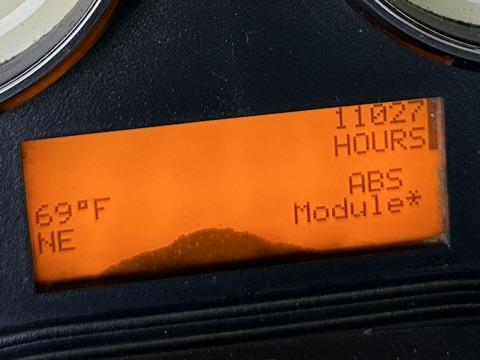 11027
HOURS
ABS
Module*
69°F
NE